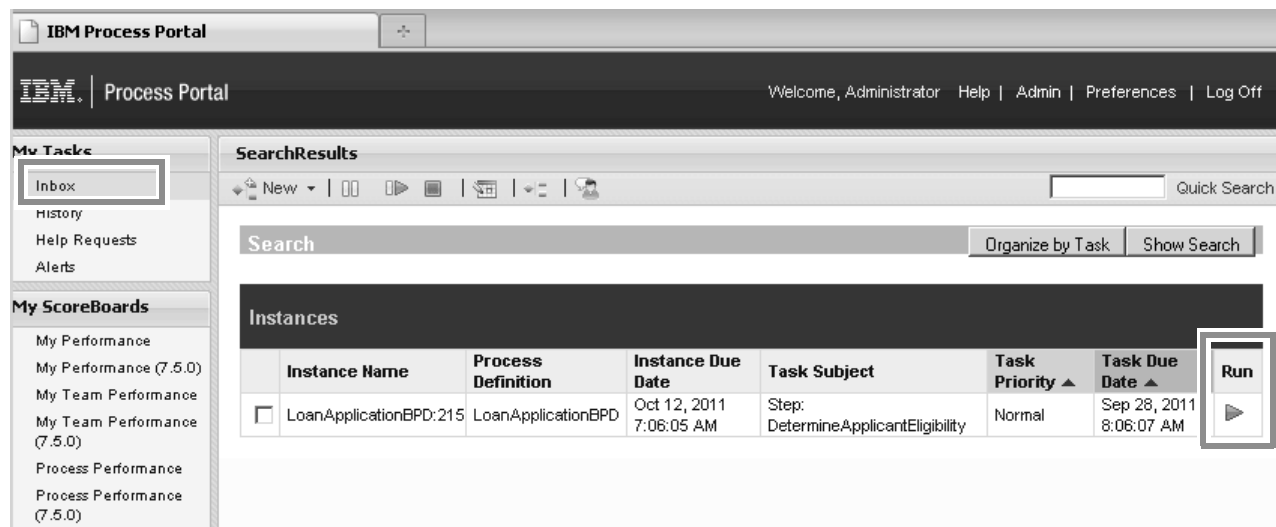 IBM Process Portal
IBM. Process Portal
Welcome, Administrator Help | Admin | Preferences | Log Off
My Tasks
Inbox
History
Help Requests
Alerts
My ScoreBoards
My Performance
My Performance (7.5.0)
My Team Performance
My Team Performance
(7.5.0)
Process Performance
Process Performance
(7.5.0)
SearchResults
New
Quick Search
Search
Organize by Task
Show Search
Instances
Instance Name
Process
Definition
Instance Due
Date
Task Subject
Task
Priority
Task Due
Date
Run
LoanApplicationBPD:215
LoanApplicationBPD
Oct 12, 2011
7:06:05 AM
Step:
DetermineApplicantEligibility
Normal
Sep 28, 2011
8:06:07 AM